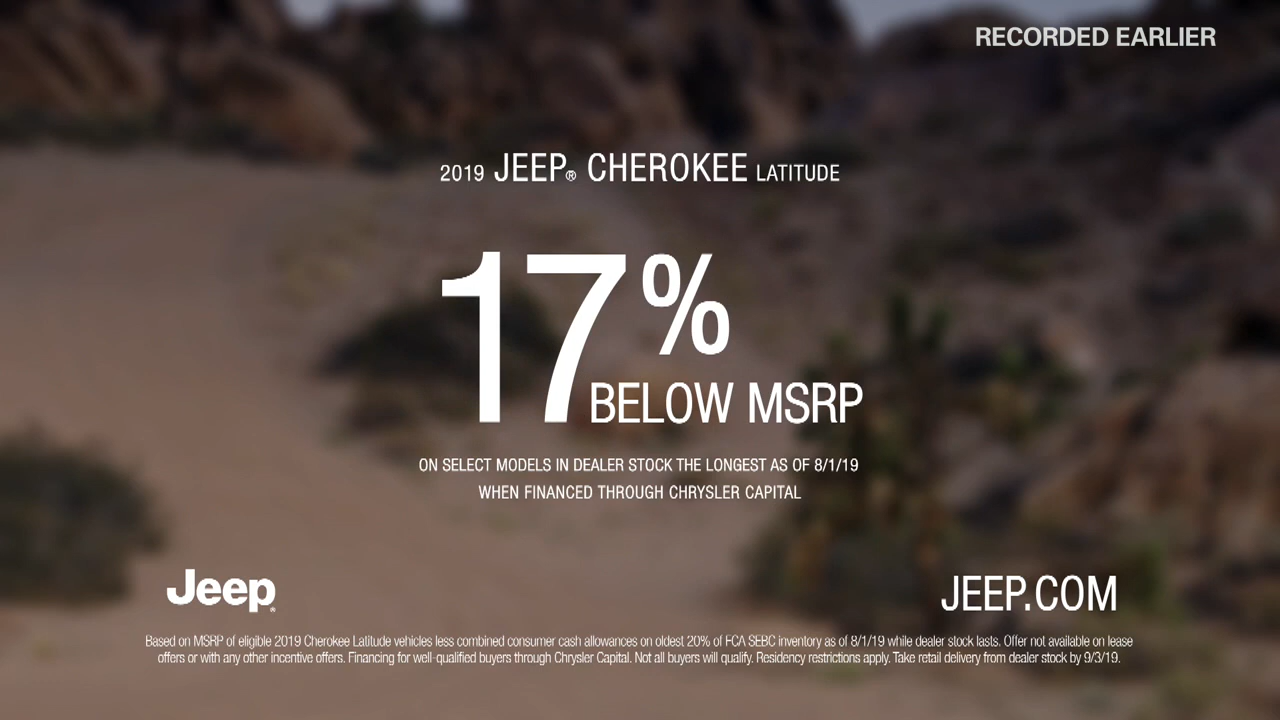 RECORDED EARLIER
2019 JEEP® CHEROKEE LATITUDE
17%
BELOW MSRP
ON SELECT MODELS IN DEALER STOCK THE LONGEST AS OF 8/1/19
WHEN FINANCED THROUGH CHRYSLER CAPITAL
Jeep®
JEEP.COM
Based on MSRP of eligible 2019 Cherokee Latitude vehicles less combined consumer cash allowances on oldest 20% of FCA SEBC inventory as of 8/1/19 while dealer stock lasts. Offer not available on lease
offers or with any other incentive offers. Financing for well-qualified buyers through Chrysler Capital. Not all buyers will qualify. Residency restrictions apply. Take retail delivery from dealer stock by 9/3/19.